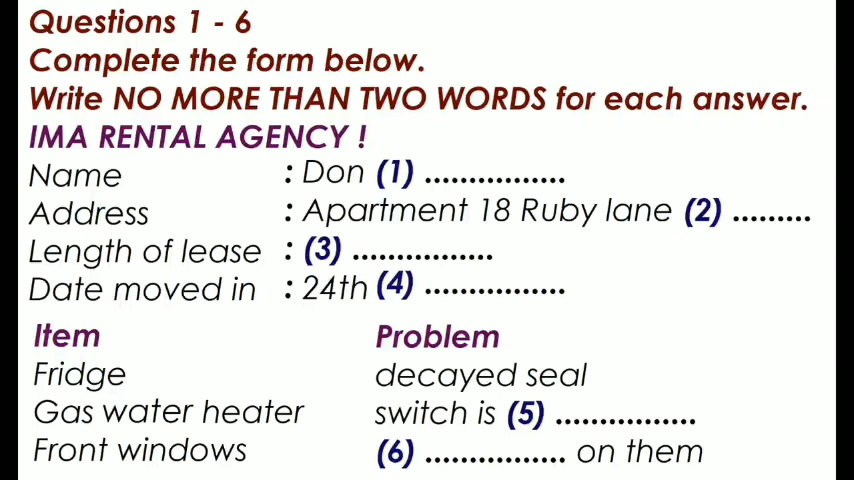 Questions 1 - 6
Complete the form below.
Write NO MORE THAN TWO WORDS for each answer.
IMA RENTAL AGENCY !
Name : Don (1) ................
Address : Apartment 18 Ruby lane (2) .........
Length of lease : (3) ................
Date moved in : 24th (4) ................
Item Problem
Fridge decayed seal
Gas water heater switch is (5) ................
Front windows (6) ................ on them